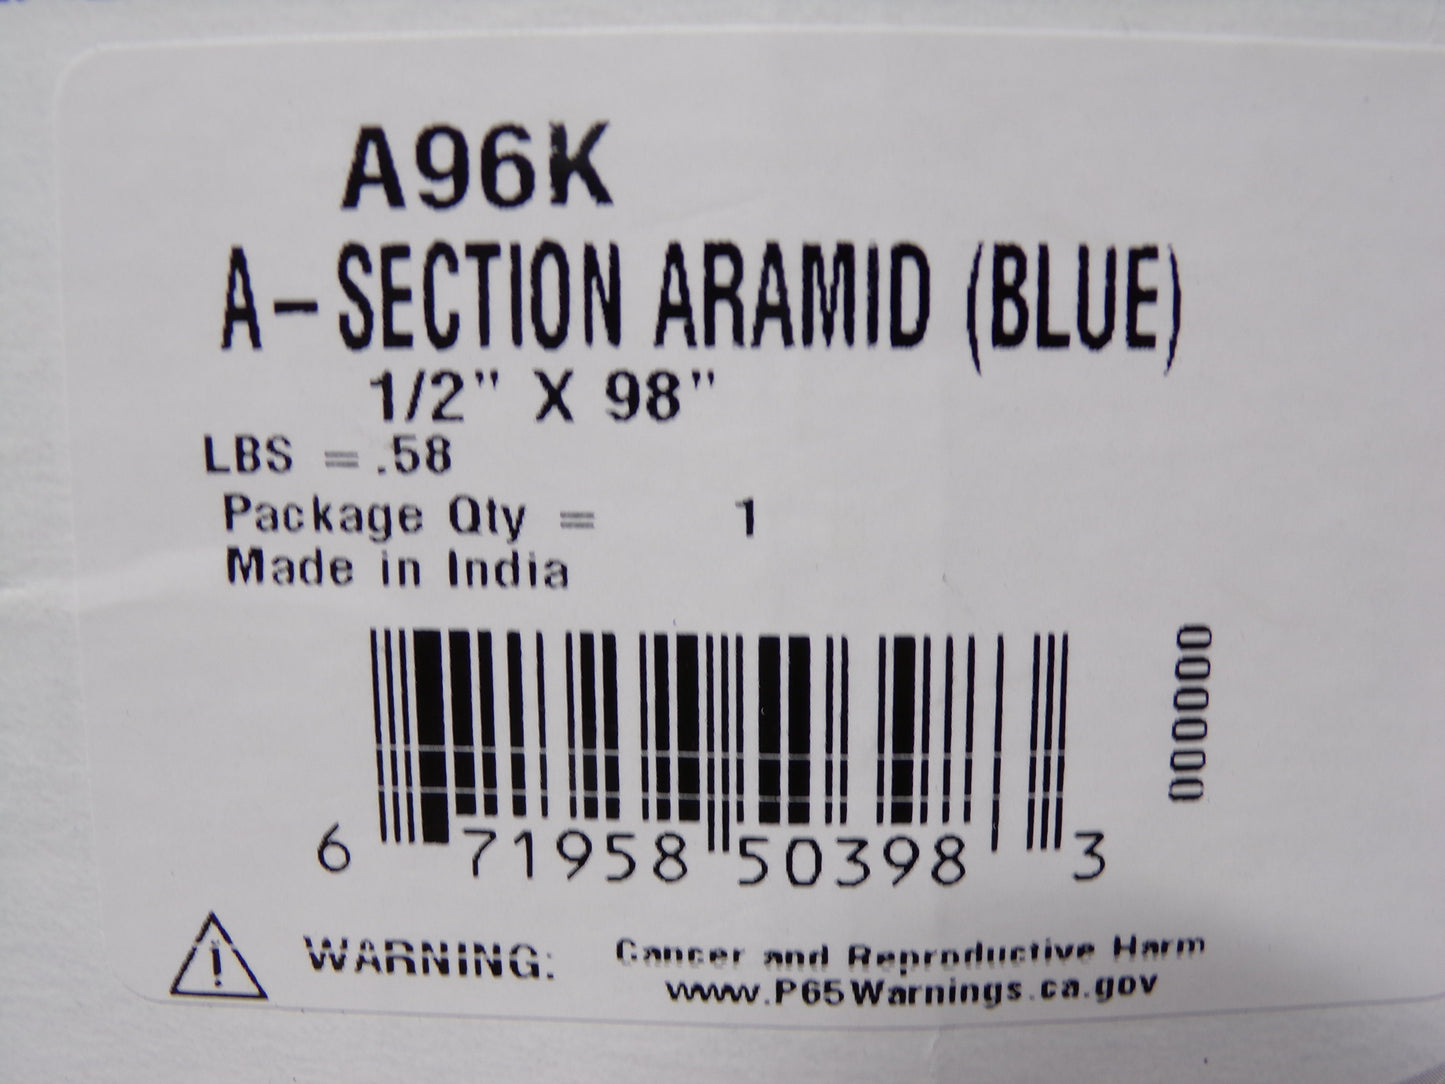 A96K
A-SECTION ARAMID (BLUE)
1/2" X 98"
LBS = .58
Package Qty = 1
Made in India
000000
6 71958 50398 3
WARNING: Cancer and Reproductive Harm
www.P65Warnings.ca.gov